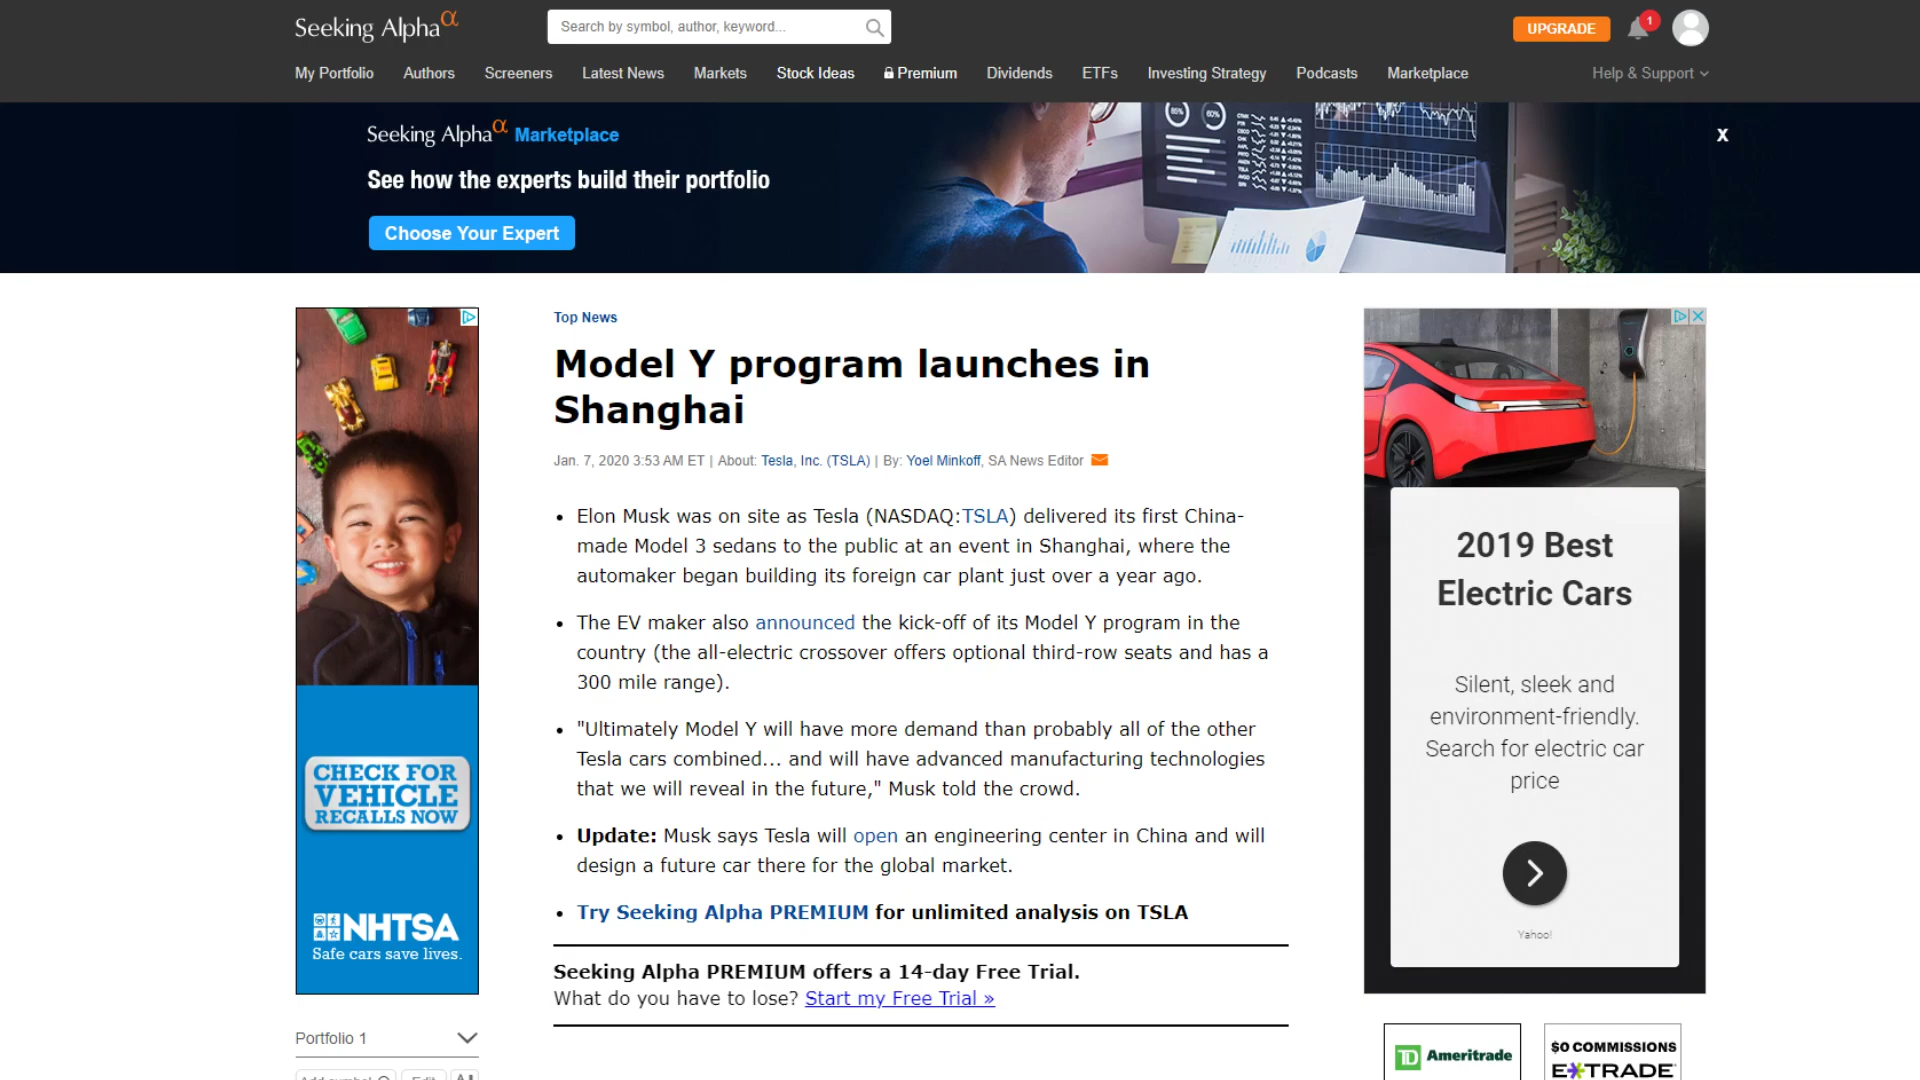 Seeking Alpha α
Search by symbol, author, keyword...
UPGRADE
1
My Portfolio Authors Screeners Latest News Markets Stock Ideas Premium Dividends ETFs Investing Strategy Podcasts Marketplace Help & Support
Seeking Alpha α Marketplace
X
See how the experts build their portfolio
Choose Your Expert
Top News
Model Y program launches in
Shanghai
Jan. 7, 2020 3:53 AM ET | About: Tesla, Inc. (TSLA) | By: Yoel Minkoff, SA News Editor
• Elon Musk was on site as Tesla (NASDAQ:TSLA) delivered its first China-
made Model 3 sedans to the public at an event in Shanghai, where the
automaker began building its foreign car plant just over a year ago.
• The EV maker also announced the kick-off of its Model Y program in the
country (the all-electric crossover offers optional third-row seats and has a
300 mile range).
• "Ultimately Model Y will have more demand than probably all of the other
Tesla cars combined... and will have advanced manufacturing technologies
that we will reveal in the future," Musk told the crowd.
• Update: Musk says Tesla will open an engineering center in China and will
design a future car there for the global market.
• Try Seeking Alpha PREMIUM for unlimited analysis on TSLA
Seeking Alpha PREMIUM offers a 14-day Free Trial.
What do you have to lose? Start my Free Trial »
CHECK FOR
VEHICLE
RECALLS NOW
NHTSA
Safe cars save lives.
Portfolio 1
Add symbol
Edit
2019 Best
Electric Cars
Silent, sleek and
environment-friendly.
Search for electric car
price
Yahoo!
TD Ameritrade
$0 COMMISSIONS
E*TRADE